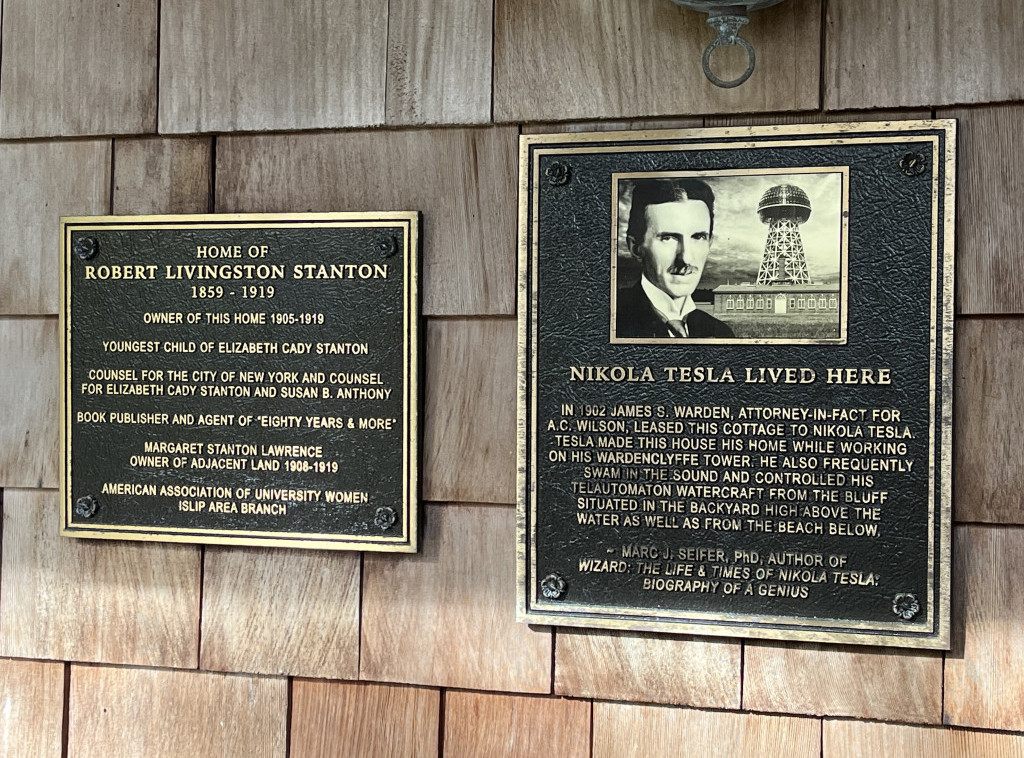 HOME OF
ROBERT LIVINGSTON STANTON
1859 - 1919
OWNER OF THIS HOME 1905-1919
YOUNGEST CHILD OF ELIZABETH CADY STANTON
COUNSEL FOR THE CITY OF NEW YORK AND COUNSEL
FOR ELIZABETH CADY STANTON AND SUSAN B. ANTHONY
BOOK PUBLISHER AND AGENT OF "EIGHTY YEARS & MORE"
MARGARET STANTON LAWRENCE
OWNER OF ADJACENT LAND 1908-1919
AMERICAN ASSOCIATION OF UNIVERSITY WOMEN
ISLIP AREA BRANCH
NIKOLA TESLA LIVED HERE
IN 1902 JAMES S. WARDEN, ATTORNEY-IN-FACT FOR
A.C. WILSON, LEASED THIS COTTAGE TO NIKOLA TESLA.
TESLA MADE THIS HOUSE HIS HOME WHILE WORKING
ON HIS WARDENCLYFFE TOWER. HE ALSO FREQUENTLY
SWAM IN THE SOUND AND CONTROLLED HIS
TELAUTOMATON WATERCRAFT FROM THE BLUFF
SITUATED IN THE BACKYARD HIGH ABOVE THE
WATER AS WELL AS FROM THE BEACH BELOW.
~ MARC J. SEIFER, PhD, AUTHOR OF
WIZARD: THE LIFE & TIMES OF NIKOLA TESLA:
BIOGRAPHY OF A GENIUS